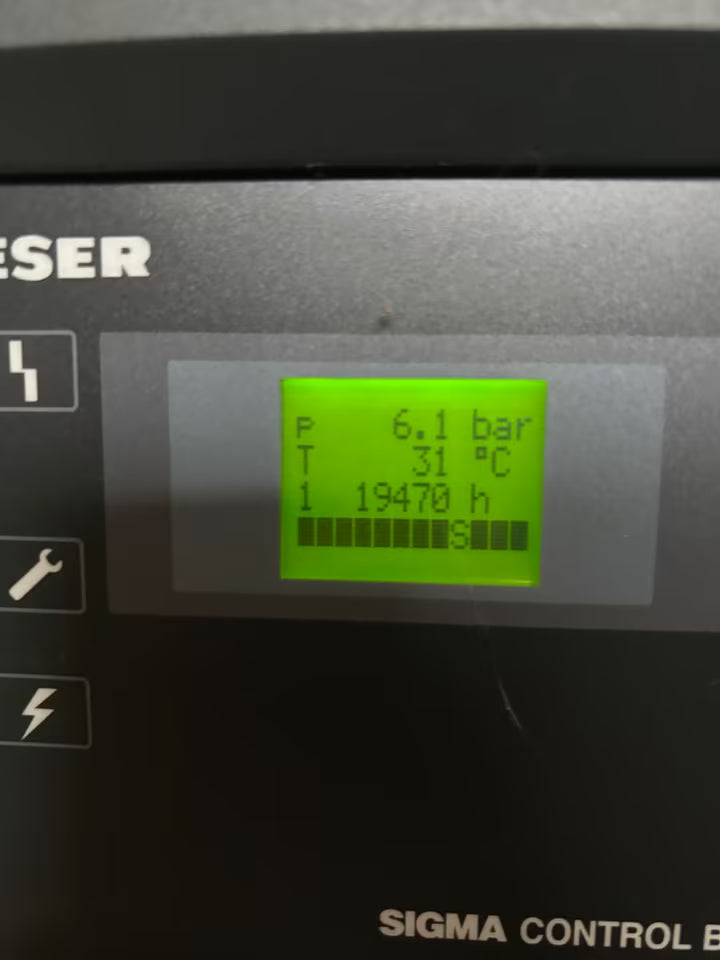 ESER
p 6.1 bar
T 31 °C
1 19470 h
S
SIGMA CONTROL B